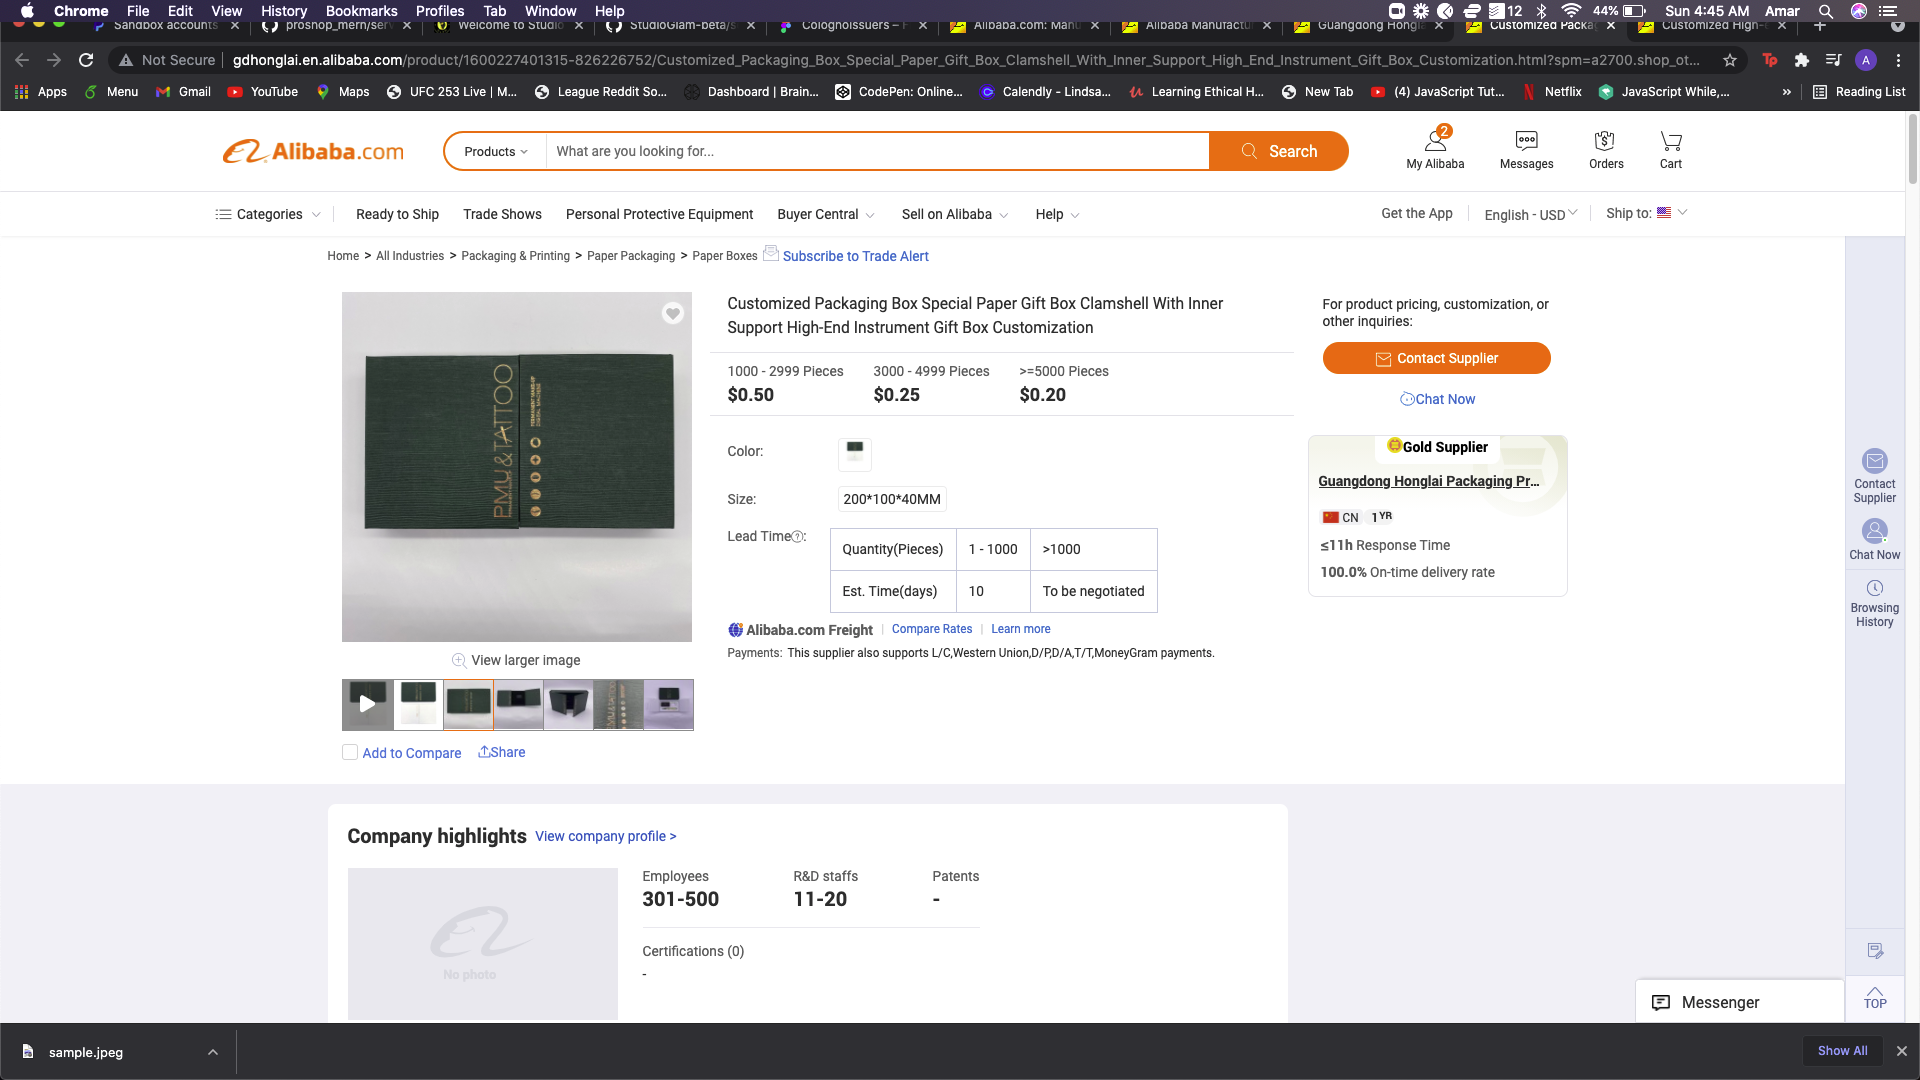 Chrome File Edit View History Bookmarks Profiles Tab Window Help 12 44% Sun 4:45 AM Amar
Sandbox accounts proshop_mern/serv Welcome to Studio StudioGlam-beta/s Colognoissuers – F Alibaba.com: Manu Alibaba Manufactu Guangdong Honglai Customized Packa Customized High-e
Not Secure gdhonglai.en.alibaba.com/product/1600227401315-826226752/Customized_Packaging_Box_Special_Paper_Gift_Box_Clamshell_With_Inner_Support_High_End_Instrument_Gift_Box_Customization.html?spm=a2700.shop_ot... Tp A
Apps Menu Gmail YouTube Maps UFC 253 Live | M... League Reddit So... Dashboard | Brain... CodePen: Online... Calendly - Lindsa... Learning Ethical H... New Tab (4) JavaScript Tut... Netflix JavaScript While,... » Reading List
Alibaba.com Products What are you looking for... Search
2
My Alibaba Messages Orders Cart
Categories Ready to Ship Trade Shows Personal Protective Equipment Buyer Central Sell on Alibaba Help Get the App English - USD Ship to:
Home > All Industries > Packaging & Printing > Paper Packaging > Paper Boxes Subscribe to Trade Alert
PMU&TATTOO
PERMANENT MAKE-UP
DIGITAL MACHINE
View larger image
Add to Compare Share
Customized Packaging Box Special Paper Gift Box Clamshell With Inner
Support High-End Instrument Gift Box Customization
1000 - 2999 Pieces 3000 - 4999 Pieces >=5000 Pieces
$0.50 $0.25 $0.20
Color:
Size: 200*100*40MM
Lead Time?:
Quantity(Pieces) 1 - 1000 >1000
Est. Time(days) 10 To be negotiated
Alibaba.com Freight Compare Rates Learn more
Payments: This supplier also supports L/C,Western Union,D/P,D/A,T/T,MoneyGram payments.
For product pricing, customization, or
other inquiries:
Contact Supplier
Chat Now
Gold Supplier
Guangdong Honglai Packaging Pr...
CN 1YR
≤11h Response Time
100.0% On-time delivery rate
Contact
Supplier
Chat Now
Browsing
History
TOP
Company highlights View company profile >
No photo
Employees R&D staffs Patents
301-500 11-20 -
Certifications (0)
-
Messenger
sample.jpeg Show All